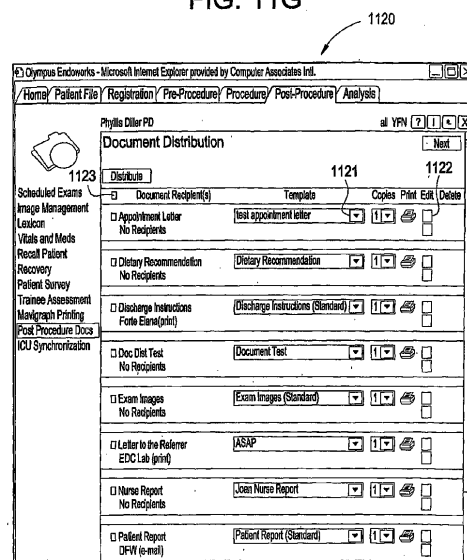 FIG. 11G
1120
Olympus Endoworks - Microsoft Internet Explorer provided by Computer Associates Intl.
Home Patient File Registration Pre-Procedure Procedure Post-Procedure Analysis
Phyllis Diller PD all YFN ? I X
Document Distribution Next
1123 Distribute 1121 1122
Document Recipient(s) Template Copies Print Edit Delete
Scheduled Exams
Image Management
Lexicon
Vitals and Meds
Recall Patient
Recovery
Patient Survey
Trainee Assessment
Mavigraph Printing
Post Procedure Docs
ICU Synchronization
Appointment Letter test appointment letter 1
No Recipients
Dietary Recommendation Dietary Recommendation 1
No Recipients
Discharge Instructions Discharge Instructions (Standard) 1
Forte Elana(print)
Doc Dist Test Document Test 1
No Recipients
Exam Images Exam Images (Standard) 1
No Recipients
Letter to the Referrer ASAP 1
EDC Lab (print)
Nurse Report Joen Nurse Report 1
No Recipients
Patient Report Patient Report (Standard) 1
DFW (e-mail)